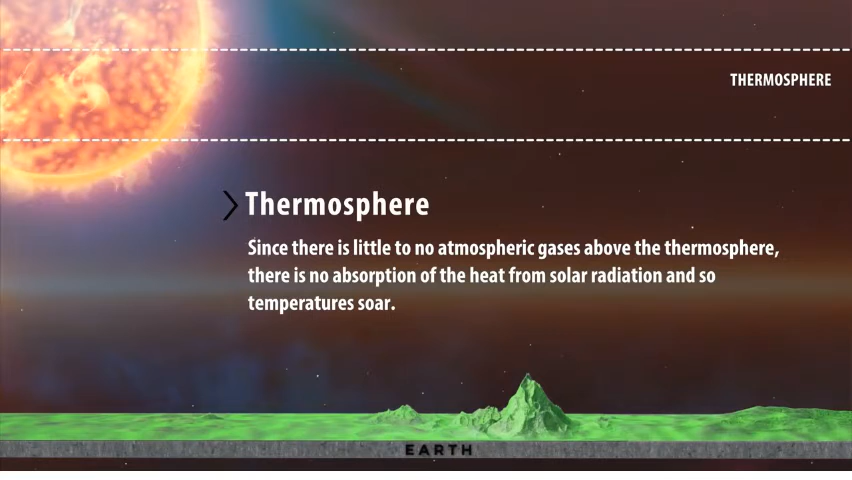 THERMOSPHERE
Thermosphere
Since there is little to no atmospheric gases above the thermosphere,
there is no absorption of the heat from solar radiation and so
temperatures soar.
EARTH